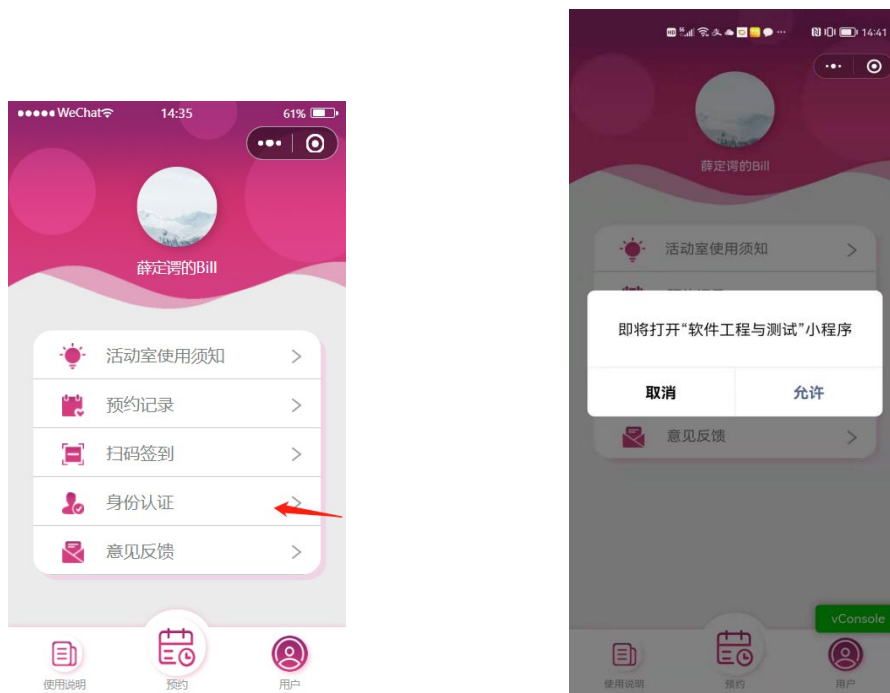 WeChat 14:35 61%
薛定谔的Bill
活动室使用须知
预约记录
扫码签到
身份认证
意见反馈
使用说明 预约 用户
14:41
薛定谔的Bill
活动室使用须知
即将打开“软件工程与测试”小程序
取消 允许
意见反馈
vConsole
使用说明 预约 用户